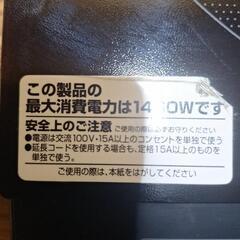 この製品の
最大消費電力は14 0Wです
安全上のご注意 ご使用の際は必ずお守りください
●電源は交流100V・15A以上のコンセントを単独で使う
●延長コードを使用する場合も、定格15A以上のものを
単独で使う。
ご使用の際は、本紙をはがしてください。